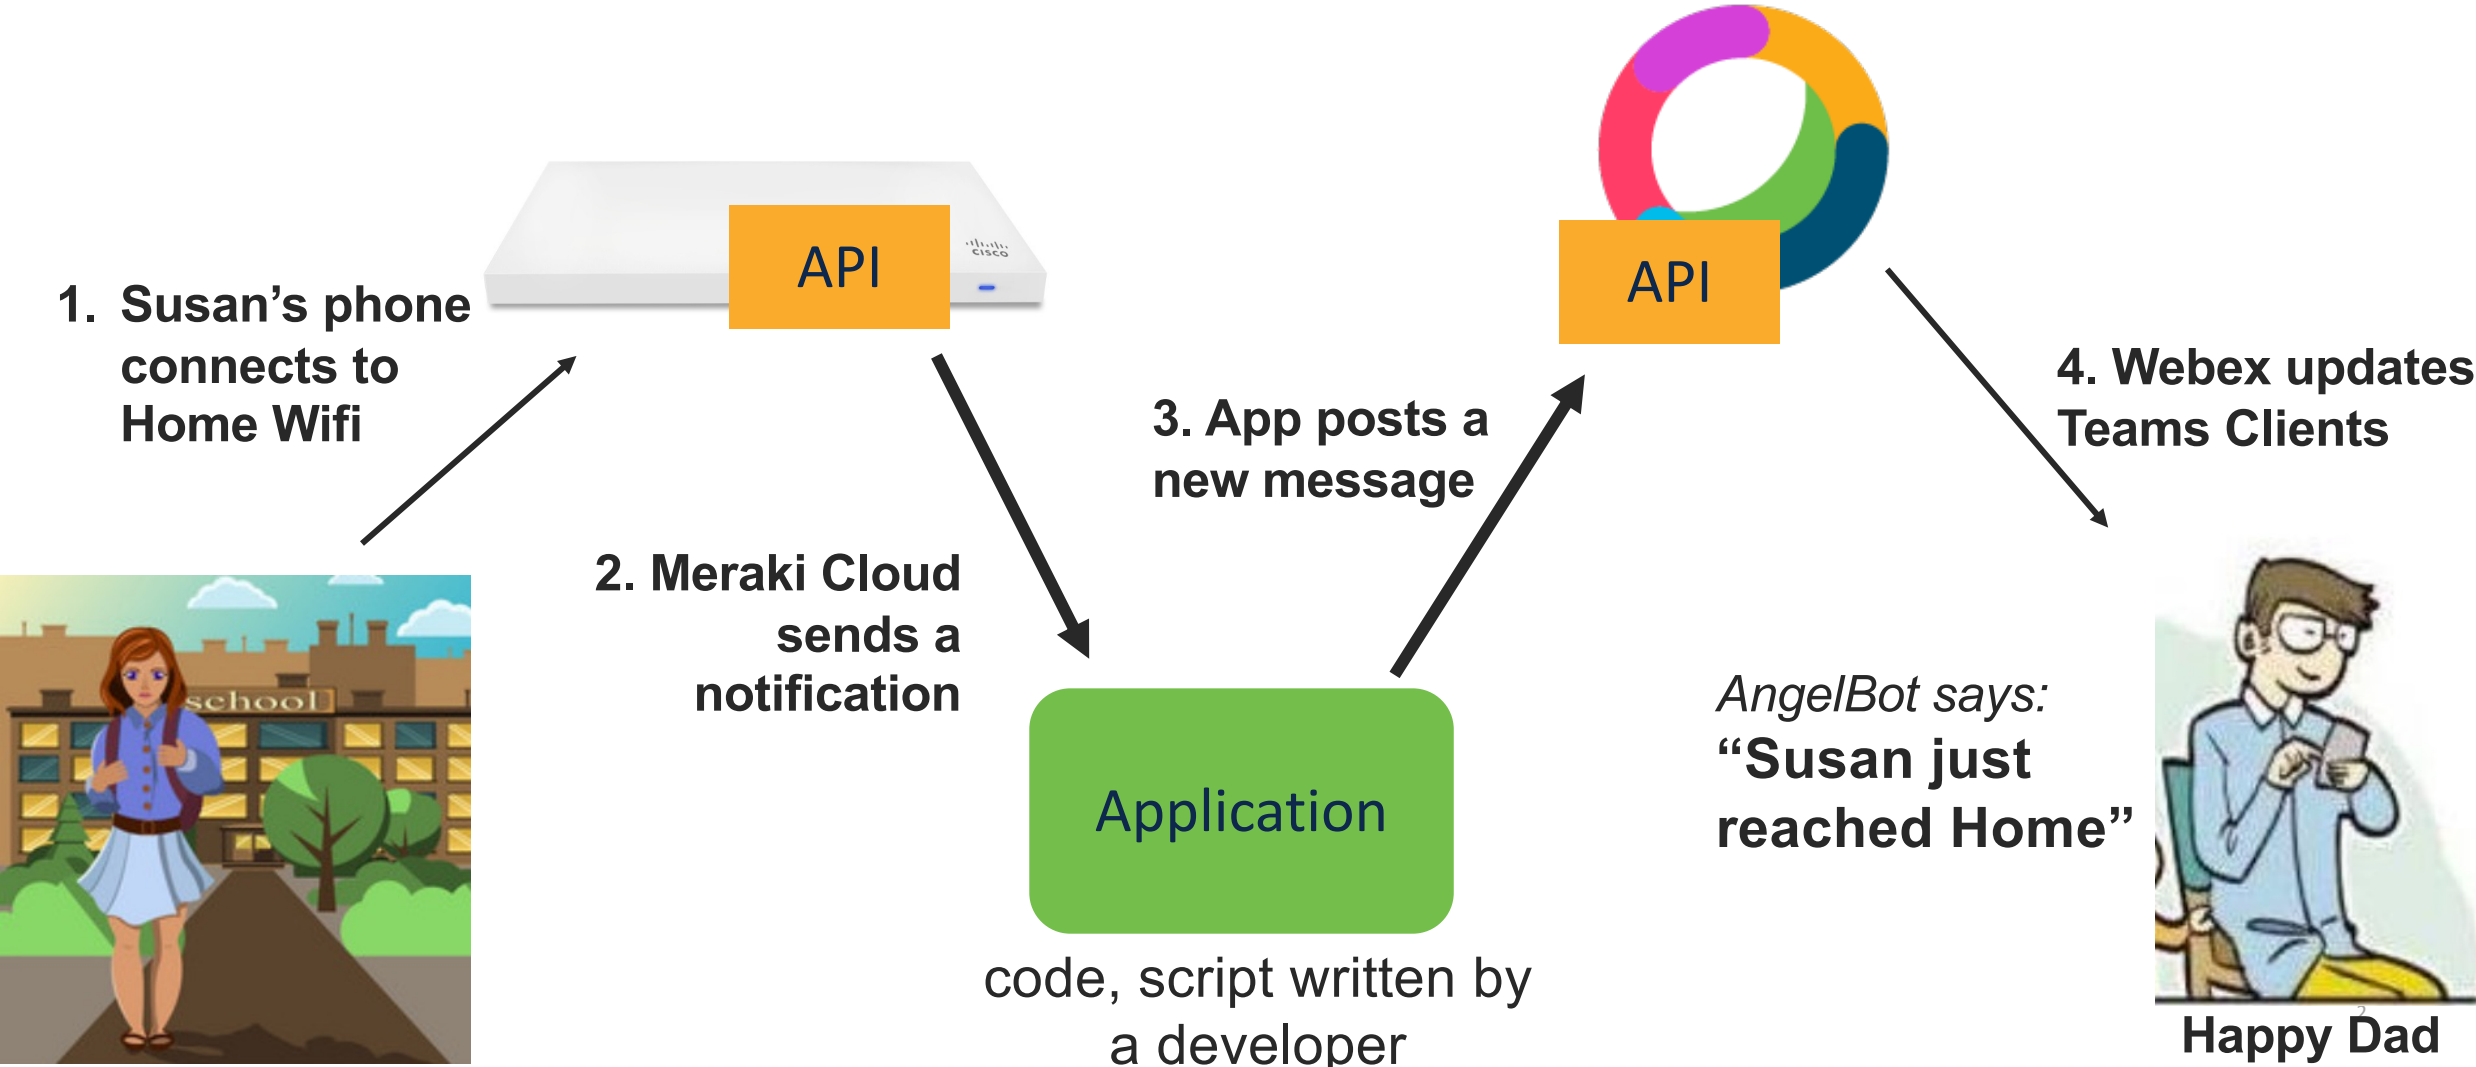 1. Susan’s phone
connects to
Home Wifi
API
CISCO
2. Meraki Cloud
sends a
notification
3. App posts a
new message
API
4. Webex updates
Teams Clients
school
Application
code, script written by
a developer
AngelBot says:
“Susan just
reached Home”
2
Happy Dad